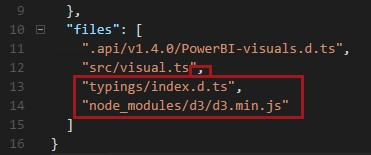 9 },
10 "files": [
11 ".api/v1.4.0/PowerBI-visuals.d.ts",
12 "src/visual.ts",
13 "typings/index.d.ts",
14 "node_modules/d3/d3.min.js"
15 ]
16 }